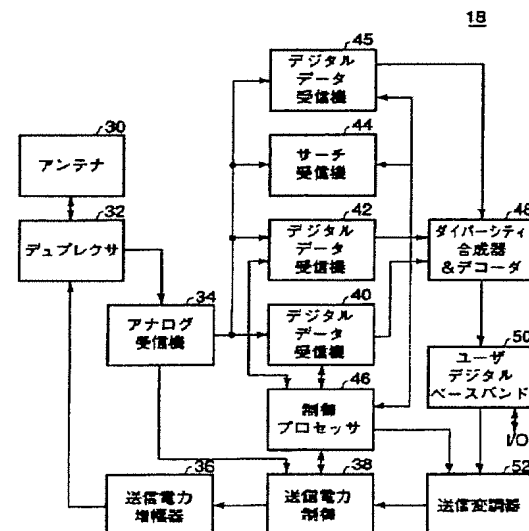 18
45
デジタル
データ
受信機
44
サーチ
受信機
30
アンテナ
32
デュプレクサ
42
デジタル
データ
受信機
48
ダイバーシティ
合成器
&デコーダ
34
アナログ
受信機
40
デジタル
データ
受信機
50
ユーザ
デジタル
ベースバンド
I/O
46
制御
プロセッサ
36
送信電力
増幅器
38
送信電力
制御
52
送信変調器